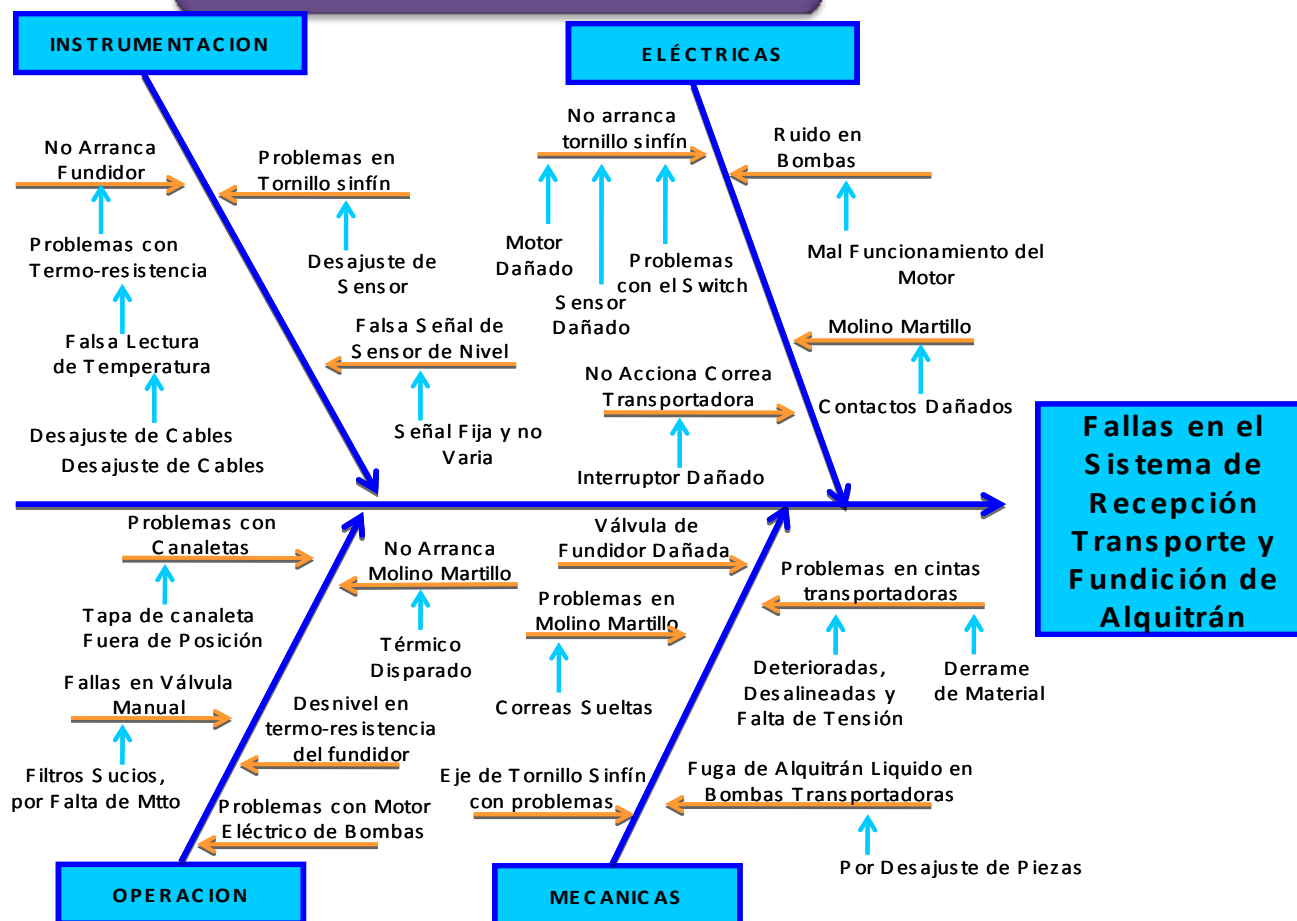 INSTRUMENTACION
ELÉCTRICAS
No Arranca
Fundidor
Problemas en
Tornillo sinfín
Problemas con
Termo-resistencia
Desajuste de
Sensor
Falsa Lectura
de Temperatura
Falsa Señal de
Sensor de Nivel
Desajuste de Cables
Desajuste de Cables
Señal Fija y no
Varia
No arranca
tornillo sinfín
Ruido en
Bombas
Motor
Dañado
Sensor
Dañado
Problemas
con el Switch
Mal Funcionamiento del
Motor
Molino Martillo
No Acciona Correa
Transportadora
Contactos Dañados
Interruptor Dañado
Fallas en el
Sistema de
Recepción
Transporte y
Fundición de
Alquitrán
Problemas con
Canaletas
No Arranca
Molino Martillo
Tapa de canaleta
Fuera de Posición
Térmico
Disparado
Fallas en Válvula
Manual
Desnivel en
termo-resistencia
del fundidor
Filtros Sucios,
por Falta de Mtto
Problemas con Motor
Eléctrico de Bombas
Válvula de
Fundidor Dañada
Problemas en cintas
transportadoras
Problemas en
Molino Martillo
Deterioradas,
Desalineadas y
Falta de Tensión
Derrame
de Material
Correas Sueltas
Eje de Tornillo Sinfín
con problemas
Fuga de Alquitrán Liquido en
Bombas Transportadoras
Por Desajuste de Piezas
OPERACION
MECANICAS